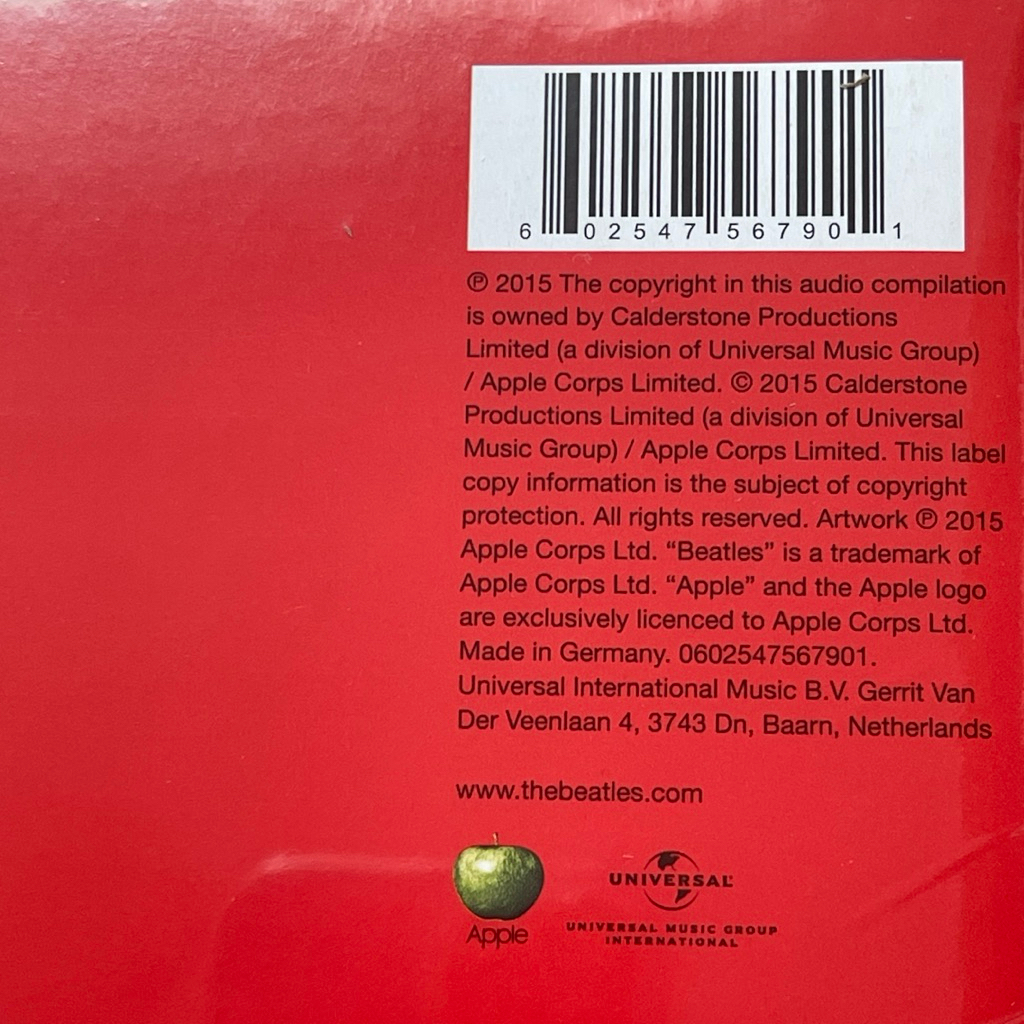 6 02547 56790 1
℗ 2015 The copyright in this audio compilation
is owned by Calderstone Productions
Limited (a division of Universal Music Group)
/ Apple Corps Limited. © 2015 Calderstone
Productions Limited (a division of Universal
Music Group) / Apple Corps Limited. This label
copy information is the subject of copyright
protection. All rights reserved. Artwork ℗ 2015
Apple Corps Ltd. “Beatles” is a trademark of
Apple Corps Ltd. “Apple” and the Apple logo
are exclusively licenced to Apple Corps Ltd.
Made in Germany. 0602547567901.
Universal International Music B.V. Gerrit Van
Der Veenlaan 4, 3743 Dn, Baarn, Netherlands
www.thebeatles.com
Apple
UNIVERSAL
UNIVERSAL MUSIC GROUP
INTERNATIONAL